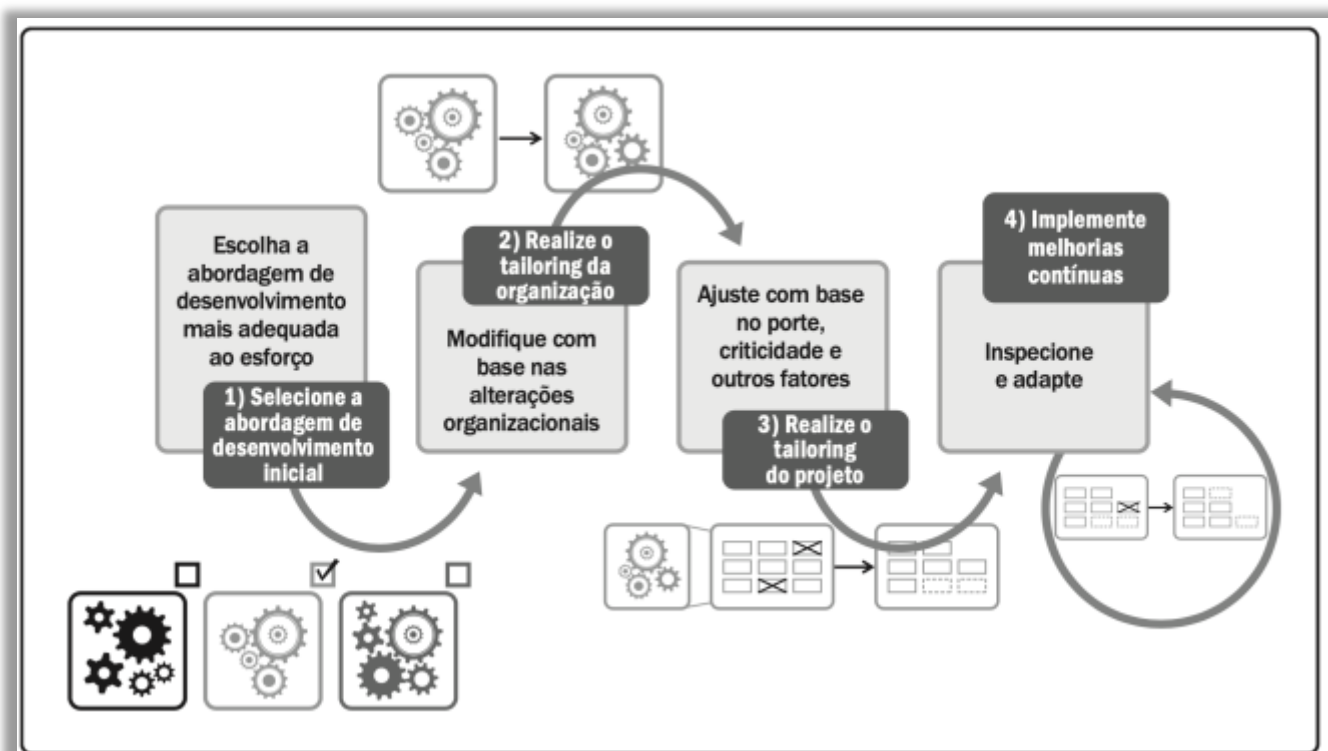 Escolha a
abordagem de
desenvolvimento
mais adequada
ao esforço
1) Selecione a
abordagem de
desenvolvimento
inicial
2) Realize o
tailoring da
organização
Modifique com
base nas
alterações
organizacionais
Ajuste com base
no porte,
criticidade e
outros fatores
3) Realize o
tailoring
do projeto
4) Implemente
melhorias
contínuas
Inspecione
e adapte